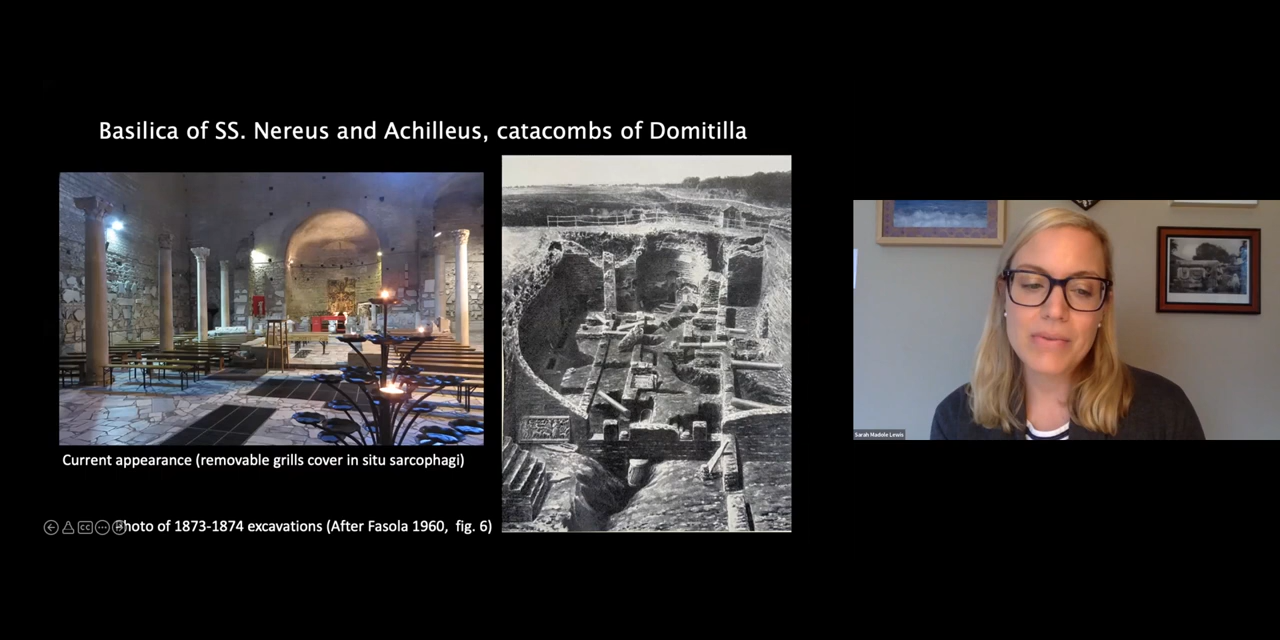 Basilica of SS. Nereus and Achilleus, catacombs of Domitilla
Current appearance (removable grills cover in situ sarcophagi)
Photo of 1873-1874 excavations (After Fasola 1960, fig. 6)
Sarah Madole Lewis